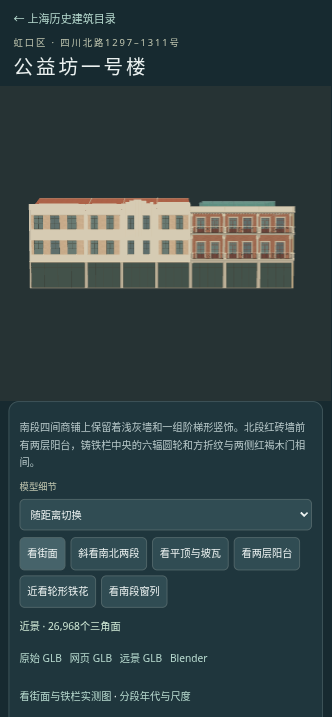 ← 上海历史建筑目录
虹口区 · 四川北路1297–1311号
公益坊一号楼
南段四间商铺上保留着浅灰墙和一组阶梯形竖饰。北段红砖墙前
有两层阳台，铸铁栏中央的六辐圆轮和方折纹与两侧红褐木门相
间。
模型细节
随距离切换
看街面 斜看南北两段 看平顶与坡瓦 看两层阳台
近看轮形铁花 看南段窗列
近景 · 26,968个三角面
原始 GLB 网页 GLB 远景 GLB Blender
看街面与铁栏实测图 · 分段年代与尺度